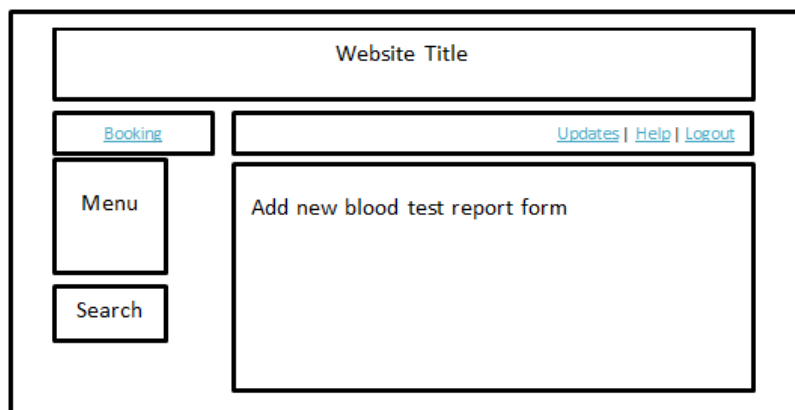 Website Title
Booking
Updates | Help | Logout
Menu
Add new blood test report form
Search